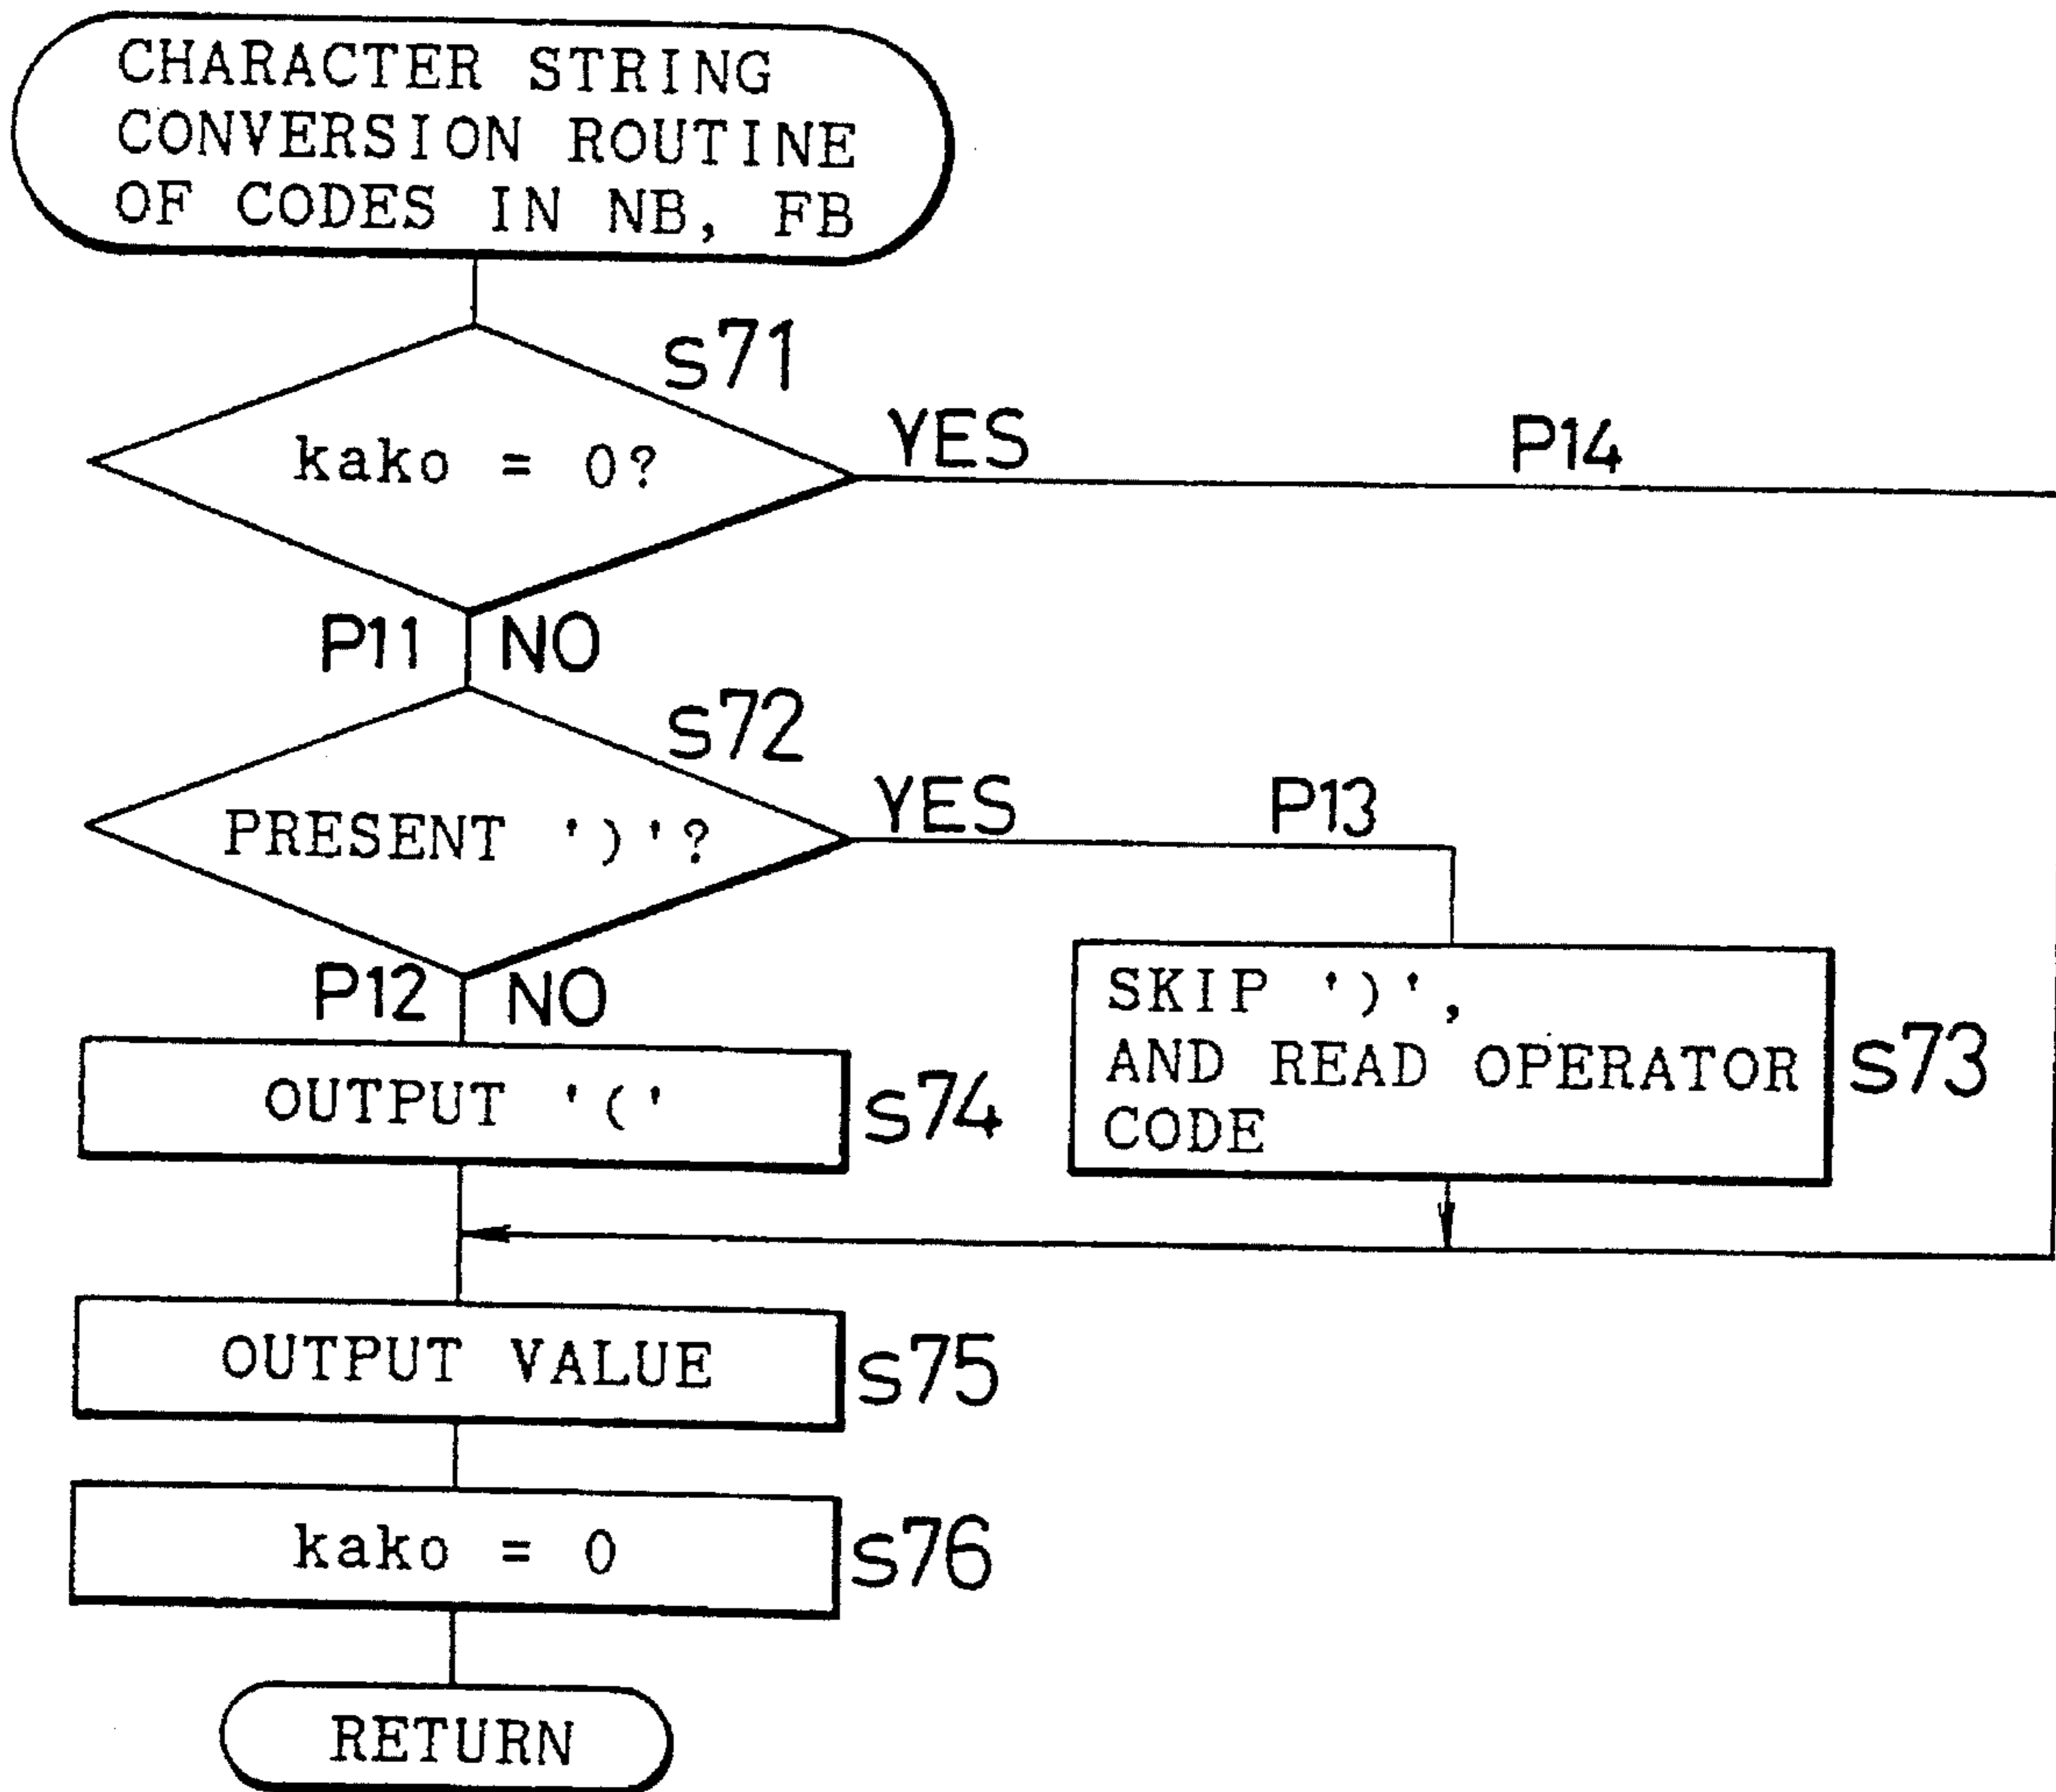 CHARACTER STRING
CONVERSION ROUTINE
OF CODES IN NB, FB
s71
kako = 0?
YES
P14
P11
NO
s72
PRESENT ')'?
YES
P13
P12
NO
SKIP ')',
AND READ OPERATOR
CODE
s73
OUTPUT '('
s74
OUTPUT VALUE
s75
kako = 0
s76
RETURN